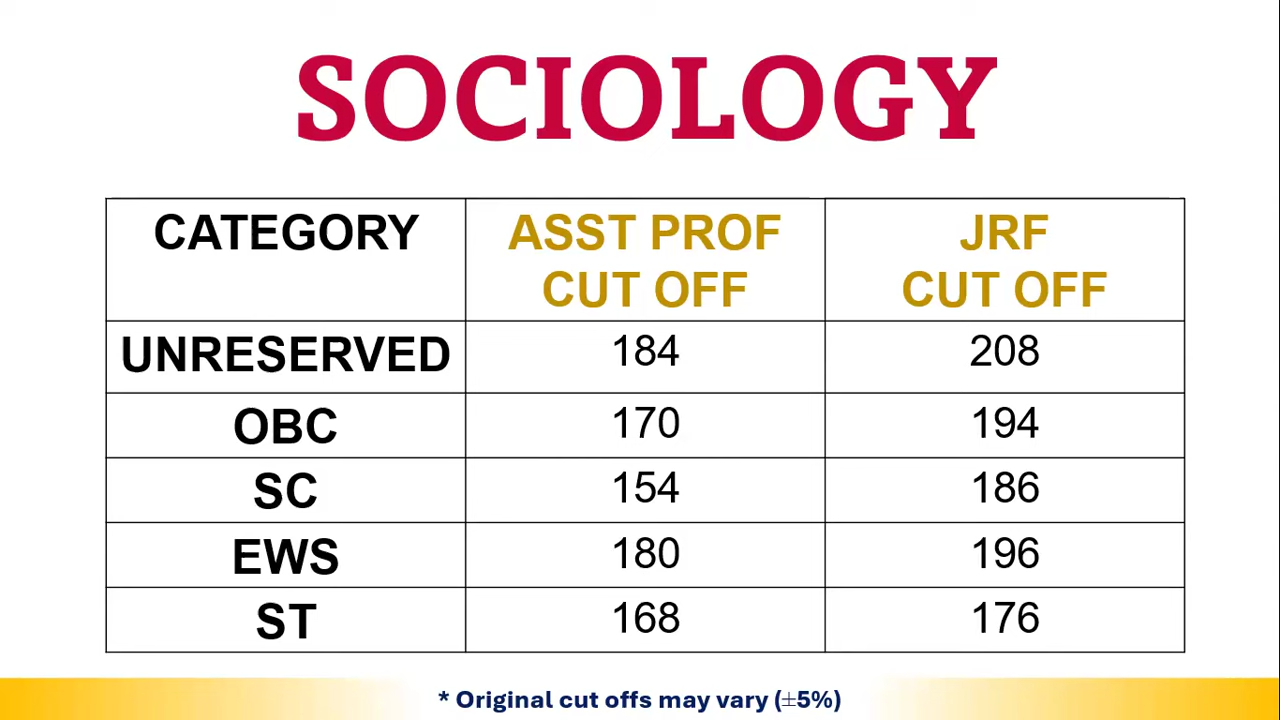 SOCIOLOGY
CATEGORY ASST PROF CUT OFF JRF CUT OFF
UNRESERVED 184 208
OBC 170 194
SC 154 186
EWS 180 196
ST 168 176
* Original cut offs may vary (±5%)